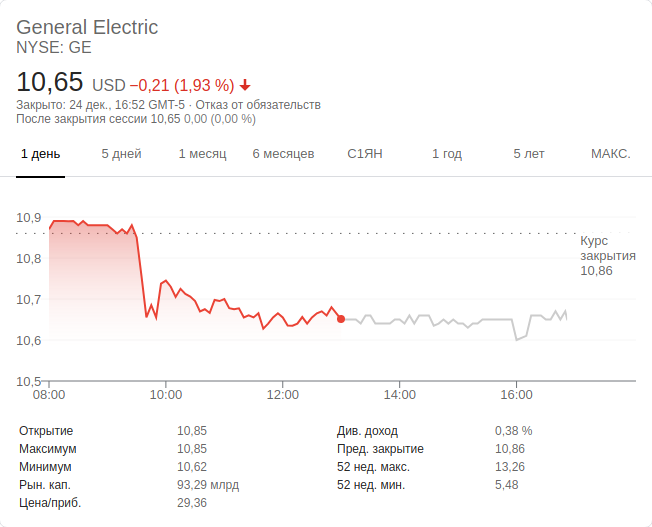 General Electric
NYSE: GE
10,65 USD −0,21 (1,93 %)
Закрыто: 24 дек., 16:52 GMT-5 · Отказ от обязательств
После закрытия сессии 10,65 0,00 (0,00 %)
1 день 5 дней 1 месяц 6 месяцев С1ЯН 1 год 5 лет МАКС.
10,9
10,8
10,7
10,6
10,5
Курс
закрытия
10,86
08:00 10:00 12:00 14:00 16:00
Открытие 10,85 Див. доход 0,38 %
Максимум 10,85 Пред. закрытие 10,86
Минимум 10,62 52 нед. макс. 13,26
Рын. кап. 93,29 млрд 52 нед. мин. 5,48
Цена/приб. 29,36